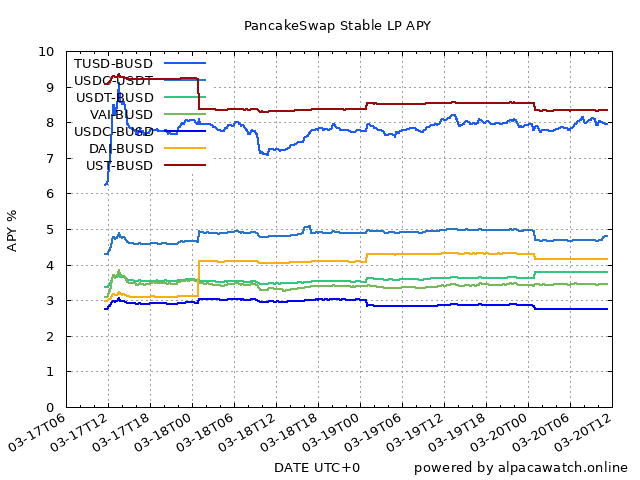 PancakeSwap Stable LP APY
10
9
8
7
6
5
4
3
2
1
0
APY %
TUSD-BUSD
USDC-USDT
USDT-BUSD
VAI-BUSD
USDC-BUSD
DAI-BUSD
UST-BUSD
03-17T06
03-17T12
03-17T18
03-18T00
03-18T06
03-18T12
03-18T18
03-19T00
03-19T06
03-19T12
03-19T18
03-20T00
03-20T06
03-20T12
DATE UTC+0
powered by alpacawatch.online